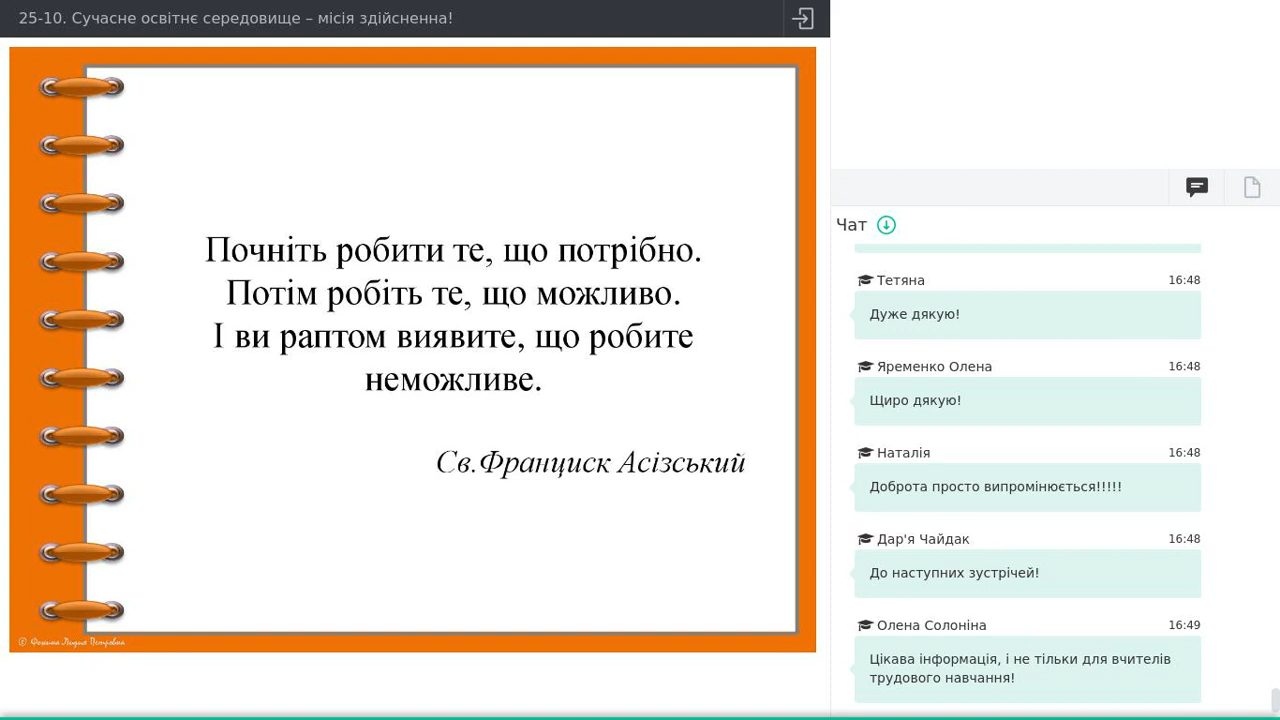 25-10. Сучасне освітнє середовище – місія здійсненна!
Почніть робити те, що потрібно.
Потім робіть те, що можливо.
І ви раптом виявите, що робите
неможливе.
Св.Франциск Асізський
© Фокина Лидия Петровна
Чат
Тетяна 16:48
Дуже дякую!
Яременко Олена 16:48
Щиро дякую!
Наталія 16:48
Доброта просто випромінюється!!!!!
Дар'я Чайдак 16:48
До наступних зустрічей!
Олена Солоніна 16:49
Цікава інформація, і не тільки для вчителів
трудового навчання!